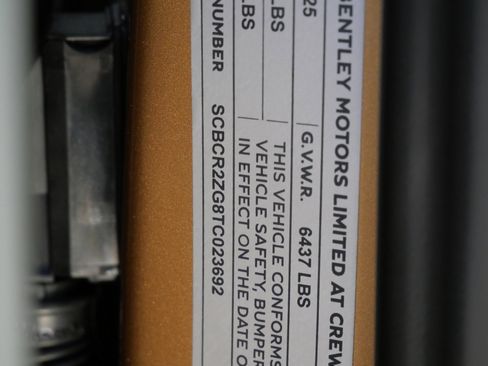 BENTLEY MOTORS LIMITED AT CREW
25 G.V.W.R. 6437 LBS
LBS THIS VEHICLE CONFORMS
VEHICLE SAFETY, BUMPER
LBS IN EFFECT ON THE DATE O
NUMBER SCBCR2ZG8TC023692